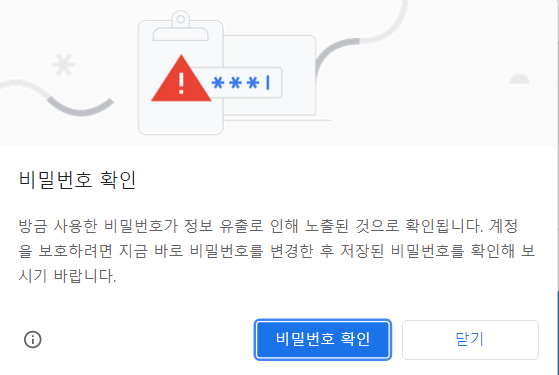 ***|
비밀번호 확인
방금 사용한 비밀번호가 정보 유출로 인해 노출된 것으로 확인됩니다. 계정
을 보호하려면 지금 바로 비밀번호를 변경한 후 저장된 비밀번호를 확인해 보
시기 바랍니다.
비밀번호 확인
닫기